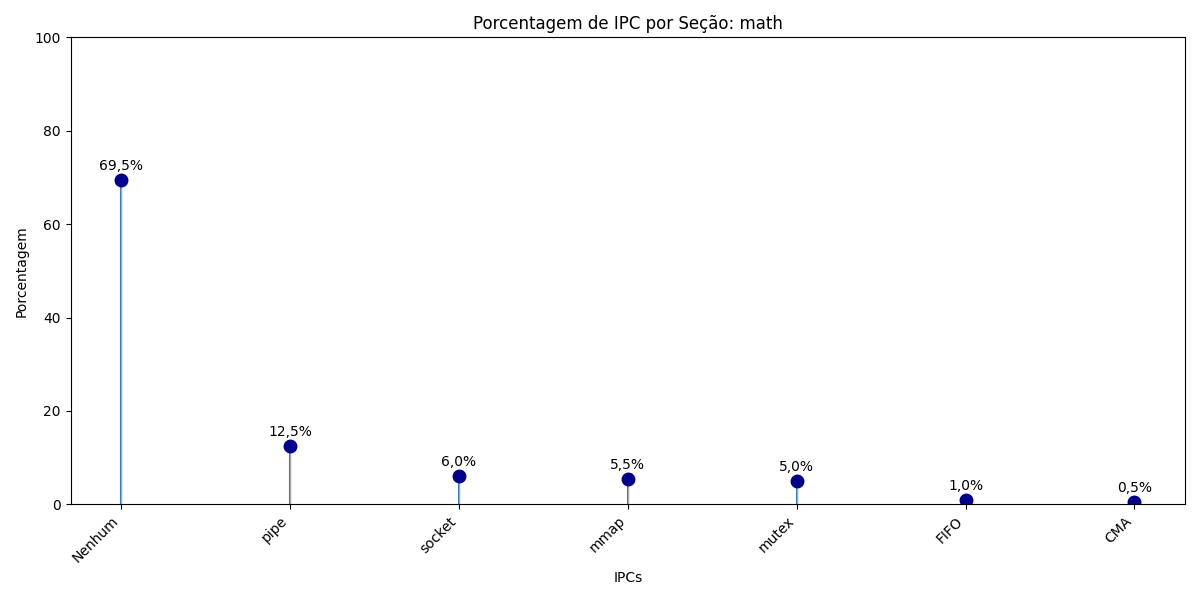 Porcentagem de IPC por Seção: math
100
80
60
40
20
0
Porcentagem
69,5%
12,5%
6,0%
5,5%
5,0%
1,0%
0,5%
Nenhum
pipe
socket
mmap
mutex
FIFO
CMA
IPCs